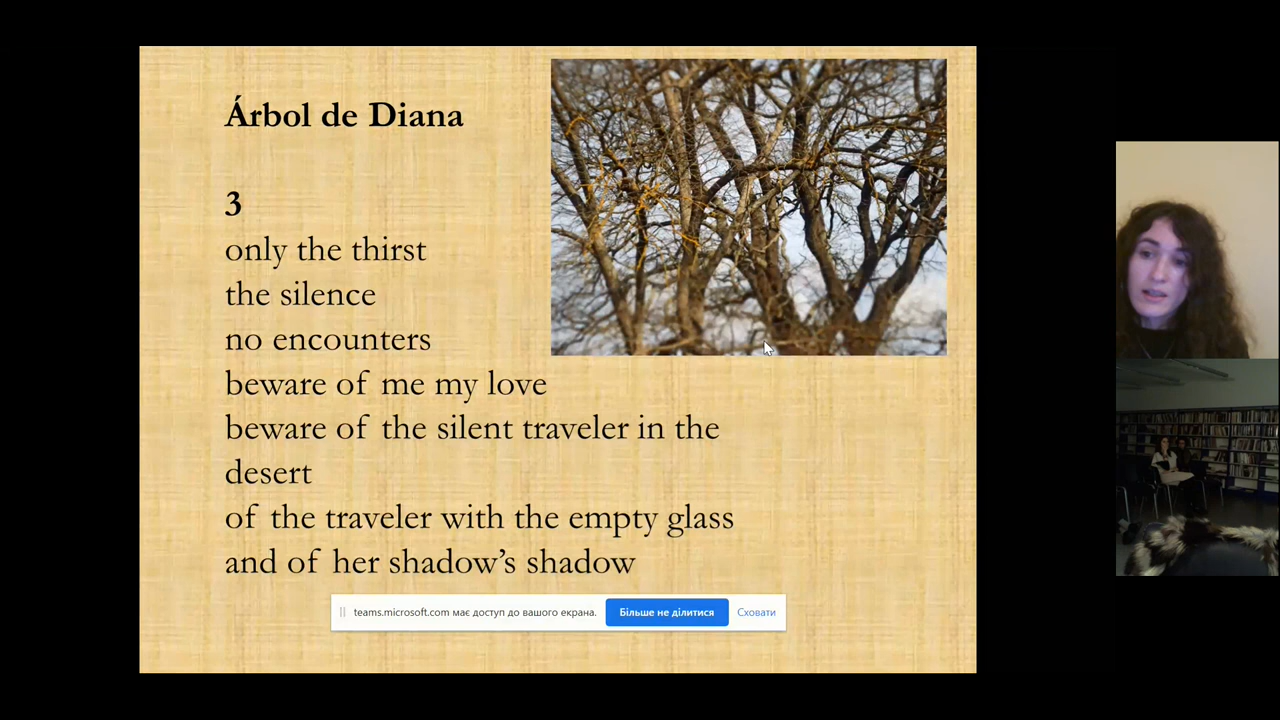 Árbol de Diana
3
only the thirst
the silence
no encounters
beware of me my love
beware of the silent traveler in the
desert
of the traveler with the empty glass
and of her shadow’s shadow
teams.microsoft.com має доступ до вашого екрана. Більше не ділитися Сховати